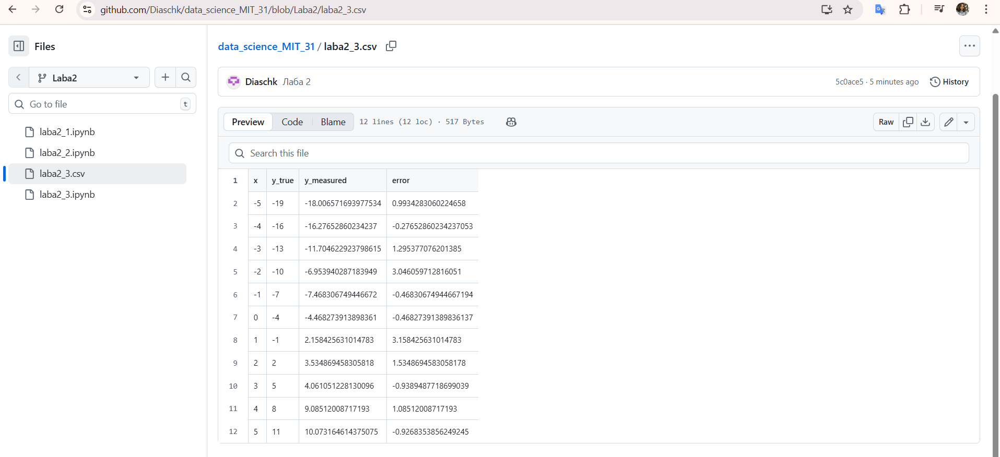 github.com/Diaschk/data_science_MIT_31/blob/Laba2/laba2_3.csv
Files
data_science_MIT_31 / laba2_3.csv
Laba2
Diaschk Лаба 2 5c0ace5 · 5 minutes ago History
Go to file t
Preview Code Blame 12 lines (12 loc) · 517 Bytes Raw
laba2_1.ipynb
laba2_2.ipynb
laba2_3.csv
laba2_3.ipynb
Search this file
1 x y_true y_measured error
2 -5 -19 -18.006571693977534 0.9934283060224658
3 -4 -16 -16.27652860234237 -0.27652860234237053
4 -3 -13 -11.704622923798615 1.295377076201385
5 -2 -10 -6.953940287183949 3.046059712816051
6 -1 -7 -7.468306749446672 -0.46830674944667194
7 0 -4 -4.468273913898361 -0.46827391389836137
8 1 -1 2.158425631014783 3.158425631014783
9 2 2 3.534869458305818 1.5348694583058178
10 3 5 4.061051228130096 -0.9389487718699039
11 4 8 9.08512008717193 1.08512008717193
12 5 11 10.073164614375075 -0.9268353856249245